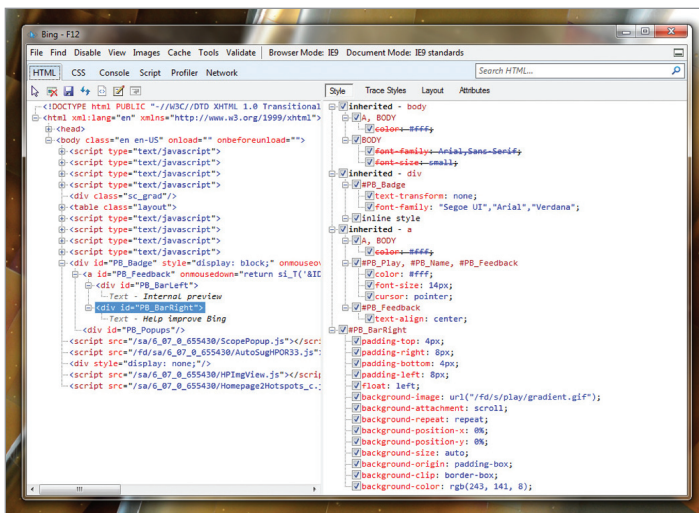 Bing - F12
File Find Disable View Images Cache Tools Validate Browser Mode: IE9 Document Mode: IE9 standards
HTML CSS Console Script Profiler Network Search HTML...
Style Trace Styles Layout Attributes
<!DOCTYPE html PUBLIC "-//W3C//DTD XHTML 1.0 Transitional
<html xml:lang="en" xmlns="http://www.w3.org/1999/xhtml">
<head>
<body class="en en-US" onload="" onbeforeunload="">
<script type="text/javascript">
<script type="text/javascript">
<script type="text/javascript">
<div class="sc_grad"/>
<table class="layout">
<script type="text/javascript">
<script type="text/javascript">
<script type="text/javascript">
<script type="text/javascript">
<div id="PB_Badge" style="display: block;" onmouseov
<a id="PB_Feedback" onmousedown="return si_T('&ID
<div id="PB_BarLeft">
Text - Internal preview
<div id="PB_BarRight">
Text - Help improve Bing
<div id="PB_Popups"/>
<script src="/sa/6_07_0_655430/ScopePopup.js"></scri
<script src="/fd/sa/6_07_0_655430/AutoSugHPOR33.js"
<div style="display: none;"/>
<script src="/sa/6_07_0_655430/HPImgView.js"></scrip
<script src="/sa/6_07_0_655430/Homepage2Hotspots_c.j
inherited - body
A, BODY
color: #fff;
BODY
font-family: Arial,Sans-Serif;
font-size: small;
inherited - div
#PB_Badge
text-transform: none;
font-family: "Segoe UI","Arial","Verdana";
inline style
inherited - a
A, BODY
color: #fff;
#PB_Play, #PB_Name, #PB_Feedback
color: #fff;
font-size: 14px;
cursor: pointer;
#PB_Feedback
text-align: center;
#PB_BarRight
padding-top: 4px;
padding-right: 8px;
padding-bottom: 4px;
padding-left: 8px;
float: left;
background-image: url("/fd/s/play/gradient.gif");
background-attachment: scroll;
background-repeat: repeat;
background-position-x: 0%;
background-position-y: 0%;
background-size: auto;
background-origin: padding-box;
background-clip: border-box;
background-color: rgb(243, 141, 8);